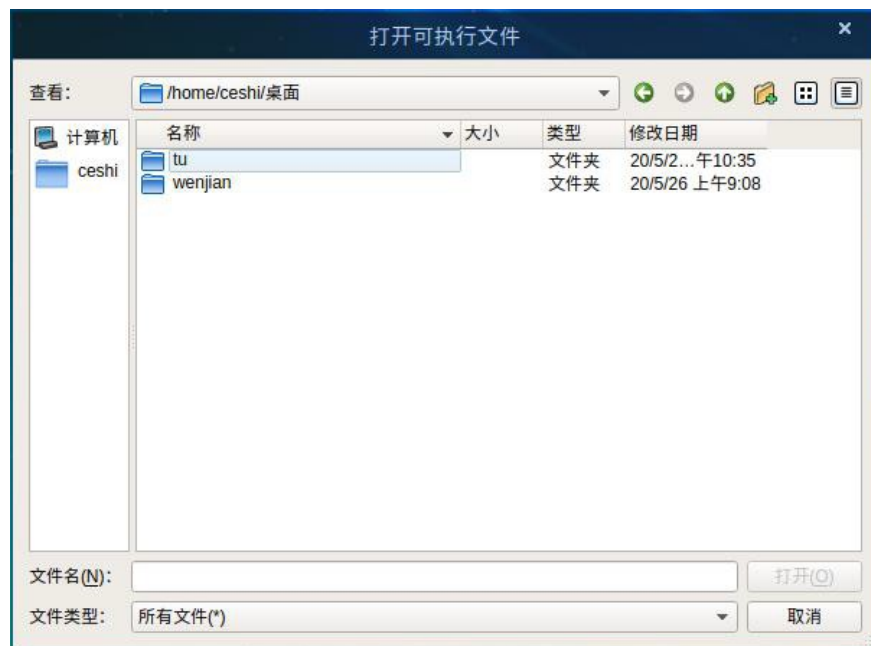 打开可执行文件
查看: /home/ceshi/桌面
计算机
ceshi
名称 大小 类型 修改日期
tu 文件夹 20/5/2…午10:35
wenjian 文件夹 20/5/26 上午9:08
文件名(N): 打开(O)
文件类型: 所有文件(*) 取消